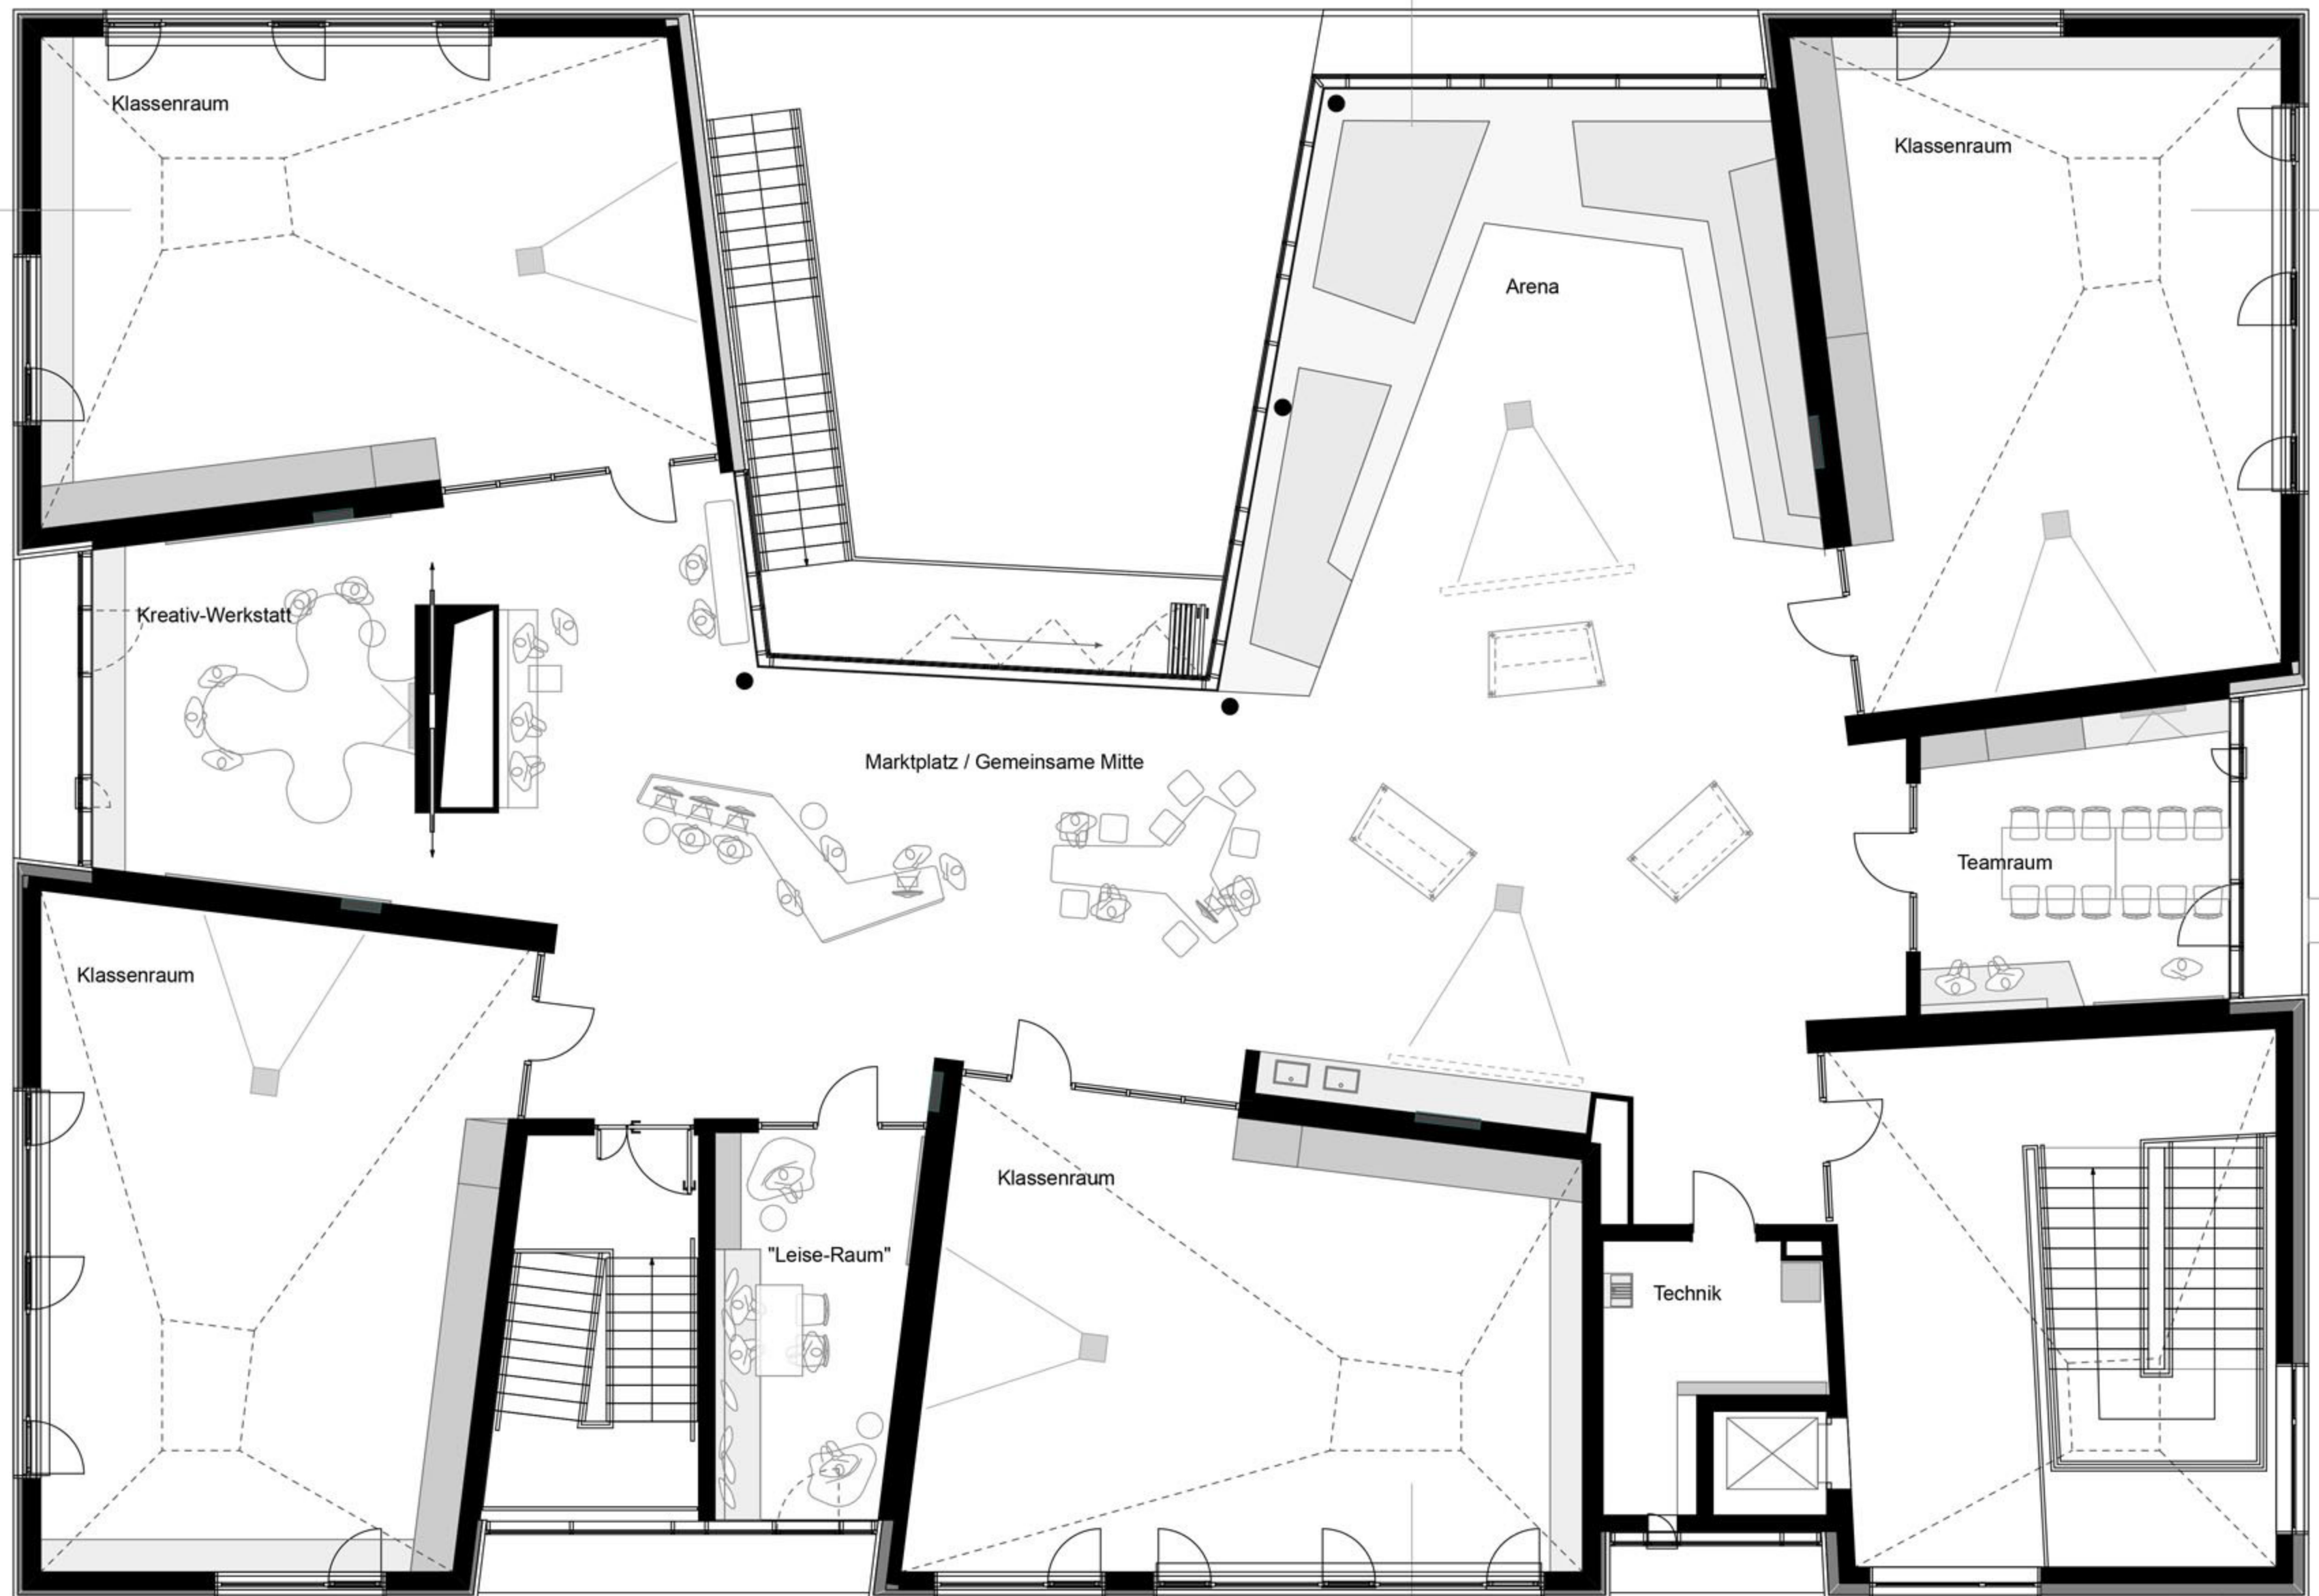 Klassenraum
Klassenraum
Arena
Kreativ-Werkstatt
Marktplatz / Gemeinsame Mitte
Teamraum
Klassenraum
Klassenraum
"Leise-Raum"
Technik